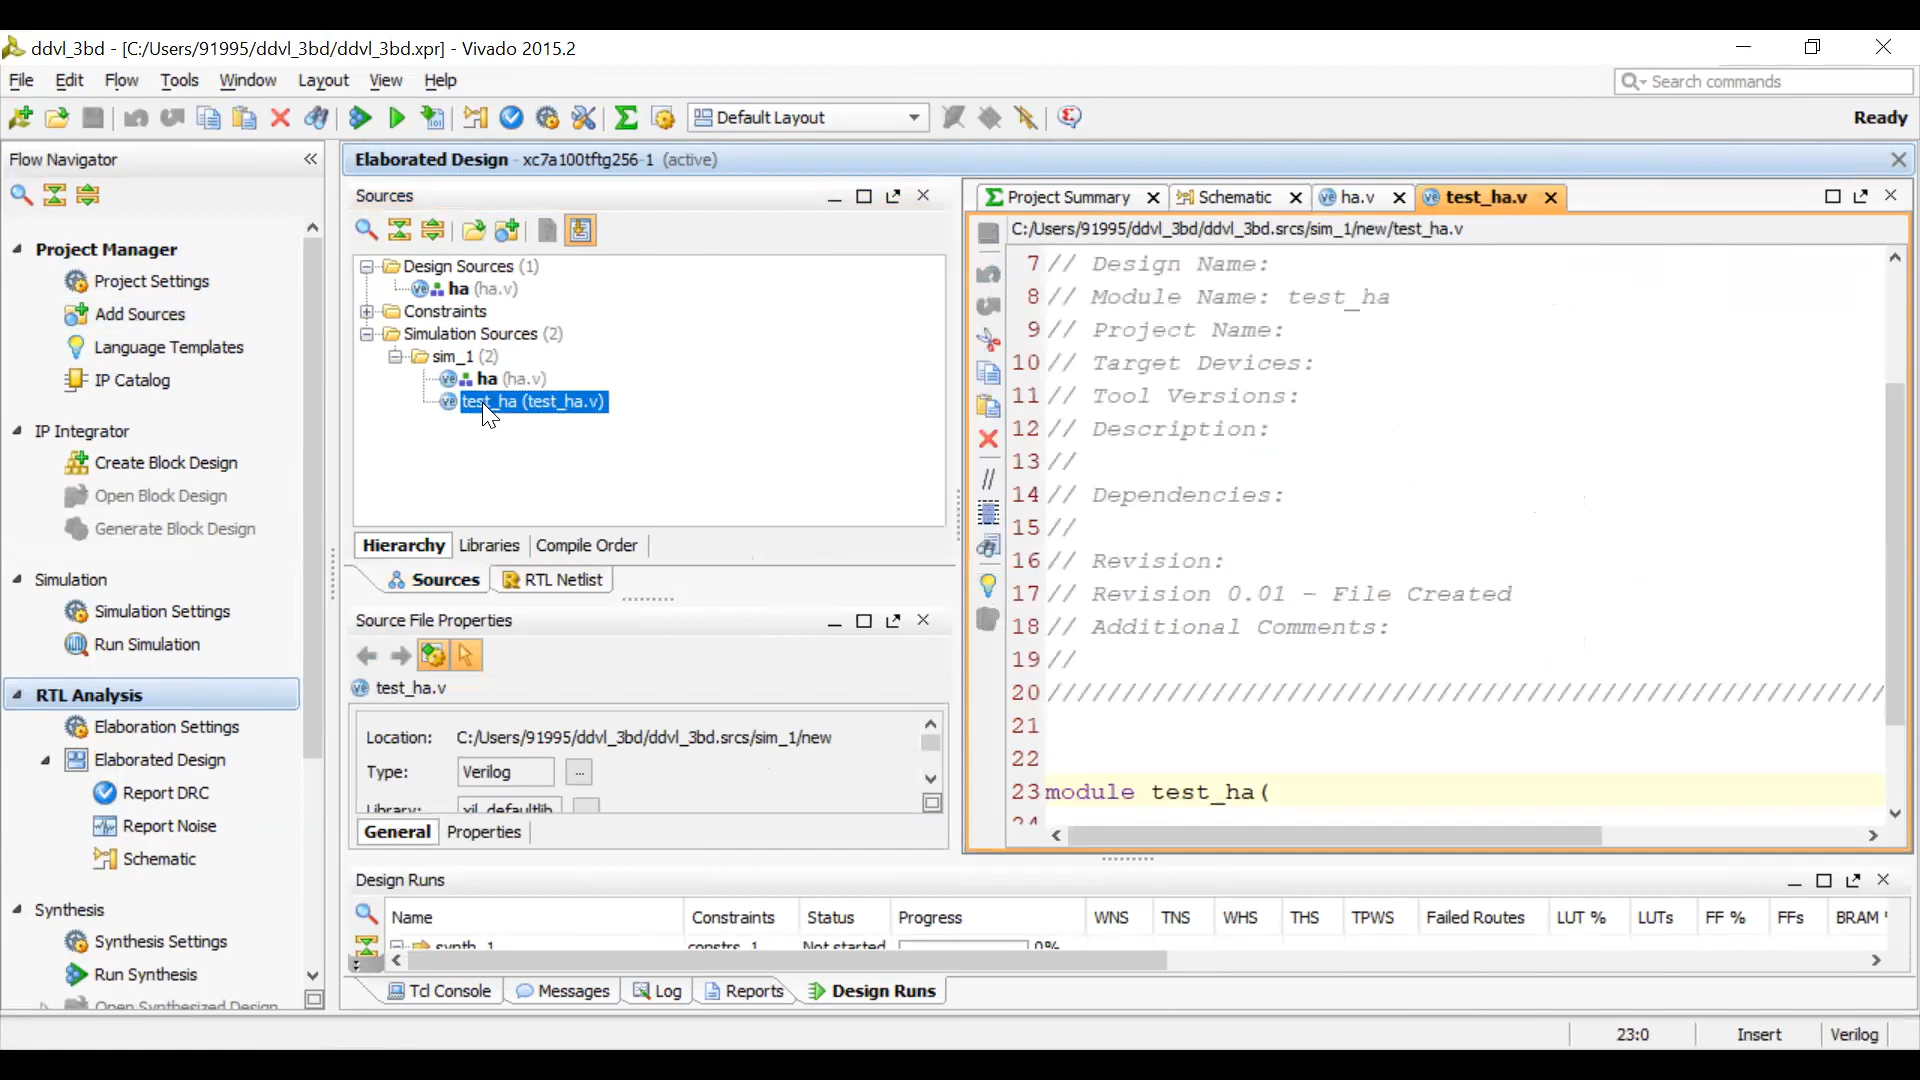 ddvl_3bd - [C:/Users/91995/ddvl_3bd/ddvl_3bd.xpr] - Vivado 2015.2
File Edit Flow Tools Window Layout View Help
Search commands
Default Layout
Ready
Flow Navigator
Project Manager
Project Settings
Add Sources
Language Templates
IP Catalog
IP Integrator
Create Block Design
Open Block Design
Generate Block Design
Simulation
Simulation Settings
Run Simulation
RTL Analysis
Elaboration Settings
Elaborated Design
Report DRC
Report Noise
Schematic
Synthesis
Synthesis Settings
Run Synthesis
Open Synthesized Design
Elaborated Design - xc7a100tftg256-1 (active)
Sources
Design Sources (1)
ha (ha.v)
Constraints
Simulation Sources (2)
sim_1 (2)
ha (ha.v)
test_ha (test_ha.v)
Hierarchy Libraries Compile Order
Sources RTL Netlist
Source File Properties
test_ha.v
Location: C:/Users/91995/ddvl_3bd/ddvl_3bd.srcs/sim_1/new
Type: Verilog ...
Library: xil_defaultlib
General Properties
Project Summary Schematic ha.v test_ha.v
C:/Users/91995/ddvl_3bd/ddvl_3bd.srcs/sim_1/new/test_ha.v
7 // Design Name:
8 // Module Name: test_ha
9 // Project Name:
10 // Target Devices:
11 // Tool Versions:
12 // Description:
13 //
14 // Dependencies:
15 //
16 // Revision:
17 // Revision 0.01 - File Created
18 // Additional Comments:
19 //
20 ////////////////////////////////////////////////////////
21
22
23 module test_ha(
24
Design Runs
Name Constraints Status Progress WNS TNS WHS THS TPWS Failed Routes LUT % LUTs FF % FFs BRAM
synth_1 constrs_1 Not started 0%
Tcl Console Messages Log Reports Design Runs
23:0 Insert Verilog